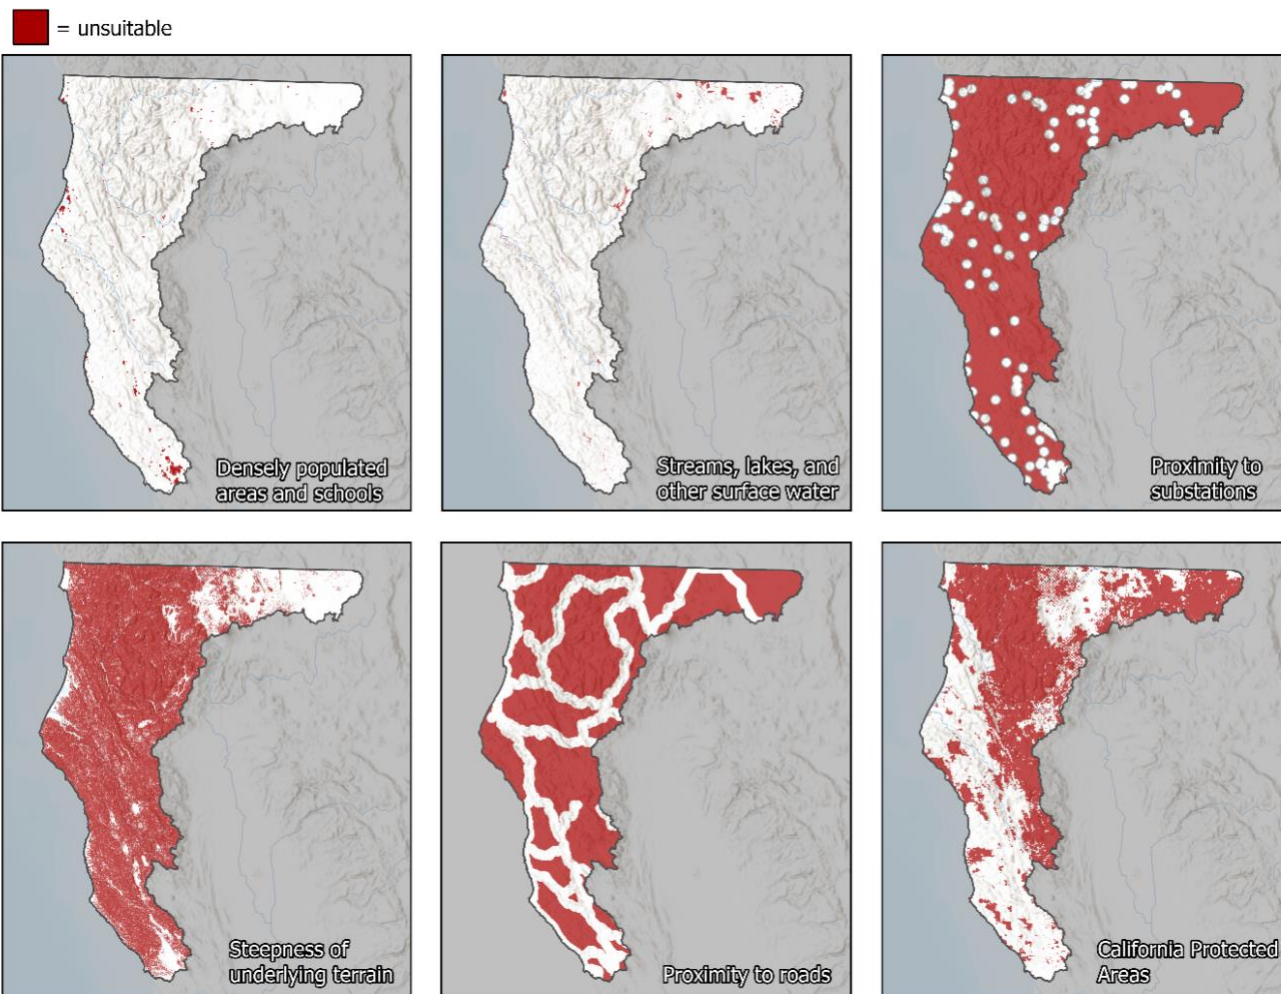 = unsuitable
Densely populated
areas and schools
Streams, lakes, and
other surface water
Proximity to
substations
Steepness of
underlying terrain
Proximity to roads
California Protected
Areas